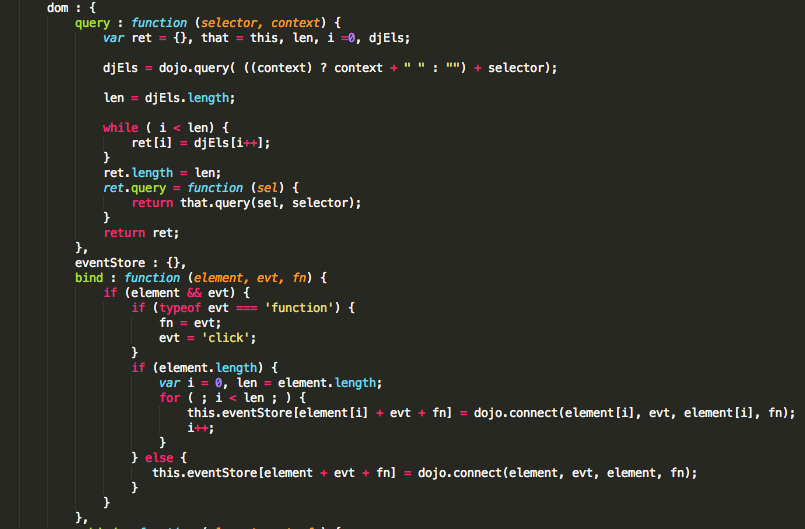 dom : {
query : function (selector, context) {
var ret = {}, that = this, len, i =0, djEls;
djEls = dojo.query( ((context) ? context + " " : "") + selector);
len = djEls.length;
while ( i < len) {
ret[i] = djEls[i++];
}
ret.length = len;
ret.query = function (sel) {
return that.query(sel, selector);
}
return ret;
},
eventStore : {},
bind : function (element, evt, fn) {
if (element && evt) {
if (typeof evt === 'function') {
fn = evt;
evt = 'click';
}
if (element.length) {
var i = 0, len = element.length;
for ( ; i < len ; ) {
this.eventStore[element[i] + evt + fn] = dojo.connect(element[i], evt, element[i], fn);
i++;
}
} else {
this.eventStore[element + evt + fn] = dojo.connect(element, evt, element, fn);
}
}
},